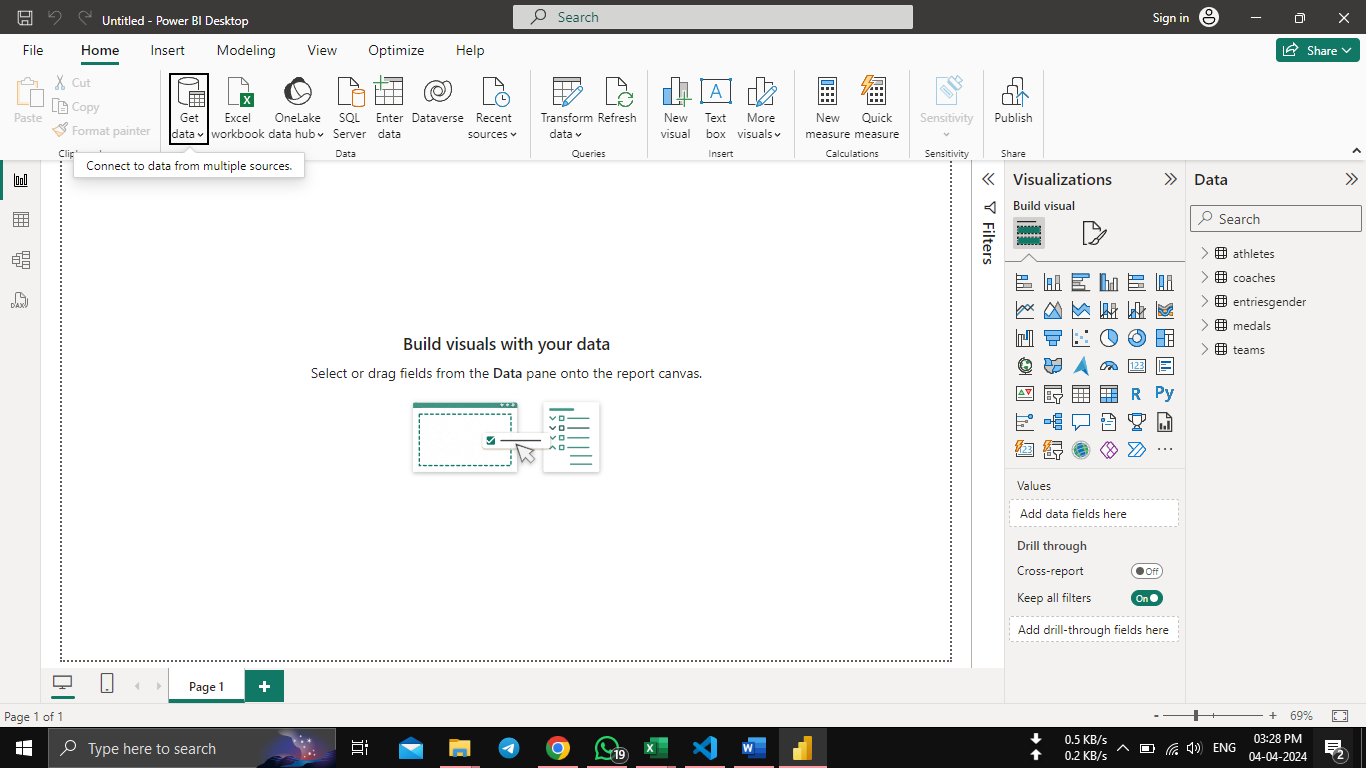 Untitled - Power BI Desktop
Search
Sign in
File Home Insert Modeling View Optimize Help
Share
Paste
Cut
Copy
Format painter
Get data
Excel workbook
OneLake data hub
SQL Server
Enter data
Dataverse
Recent sources
Transform data
Refresh
New visual
Text box
More visuals
New measure
Quick measure
Sensitivity
Publish
Data
Queries
Insert
Calculations
Sensitivity
Share
Connect to data from multiple sources.
DAX
Build visuals with your data
Select or drag fields from the Data pane onto the report canvas.
Filters
Visualizations
Build visual
123
R
Py
123
Values
Add data fields here
Drill through
Cross-report
Off
Keep all filters
On
Add drill-through fields here
Data
Search
athletes
coaches
entriesgender
medals
teams
Page 1
Page 1 of 1
- + 69%
Type here to search
19
0.5 KB/s
0.2 KB/s
ENG
03:28 PM
04-04-2024
2